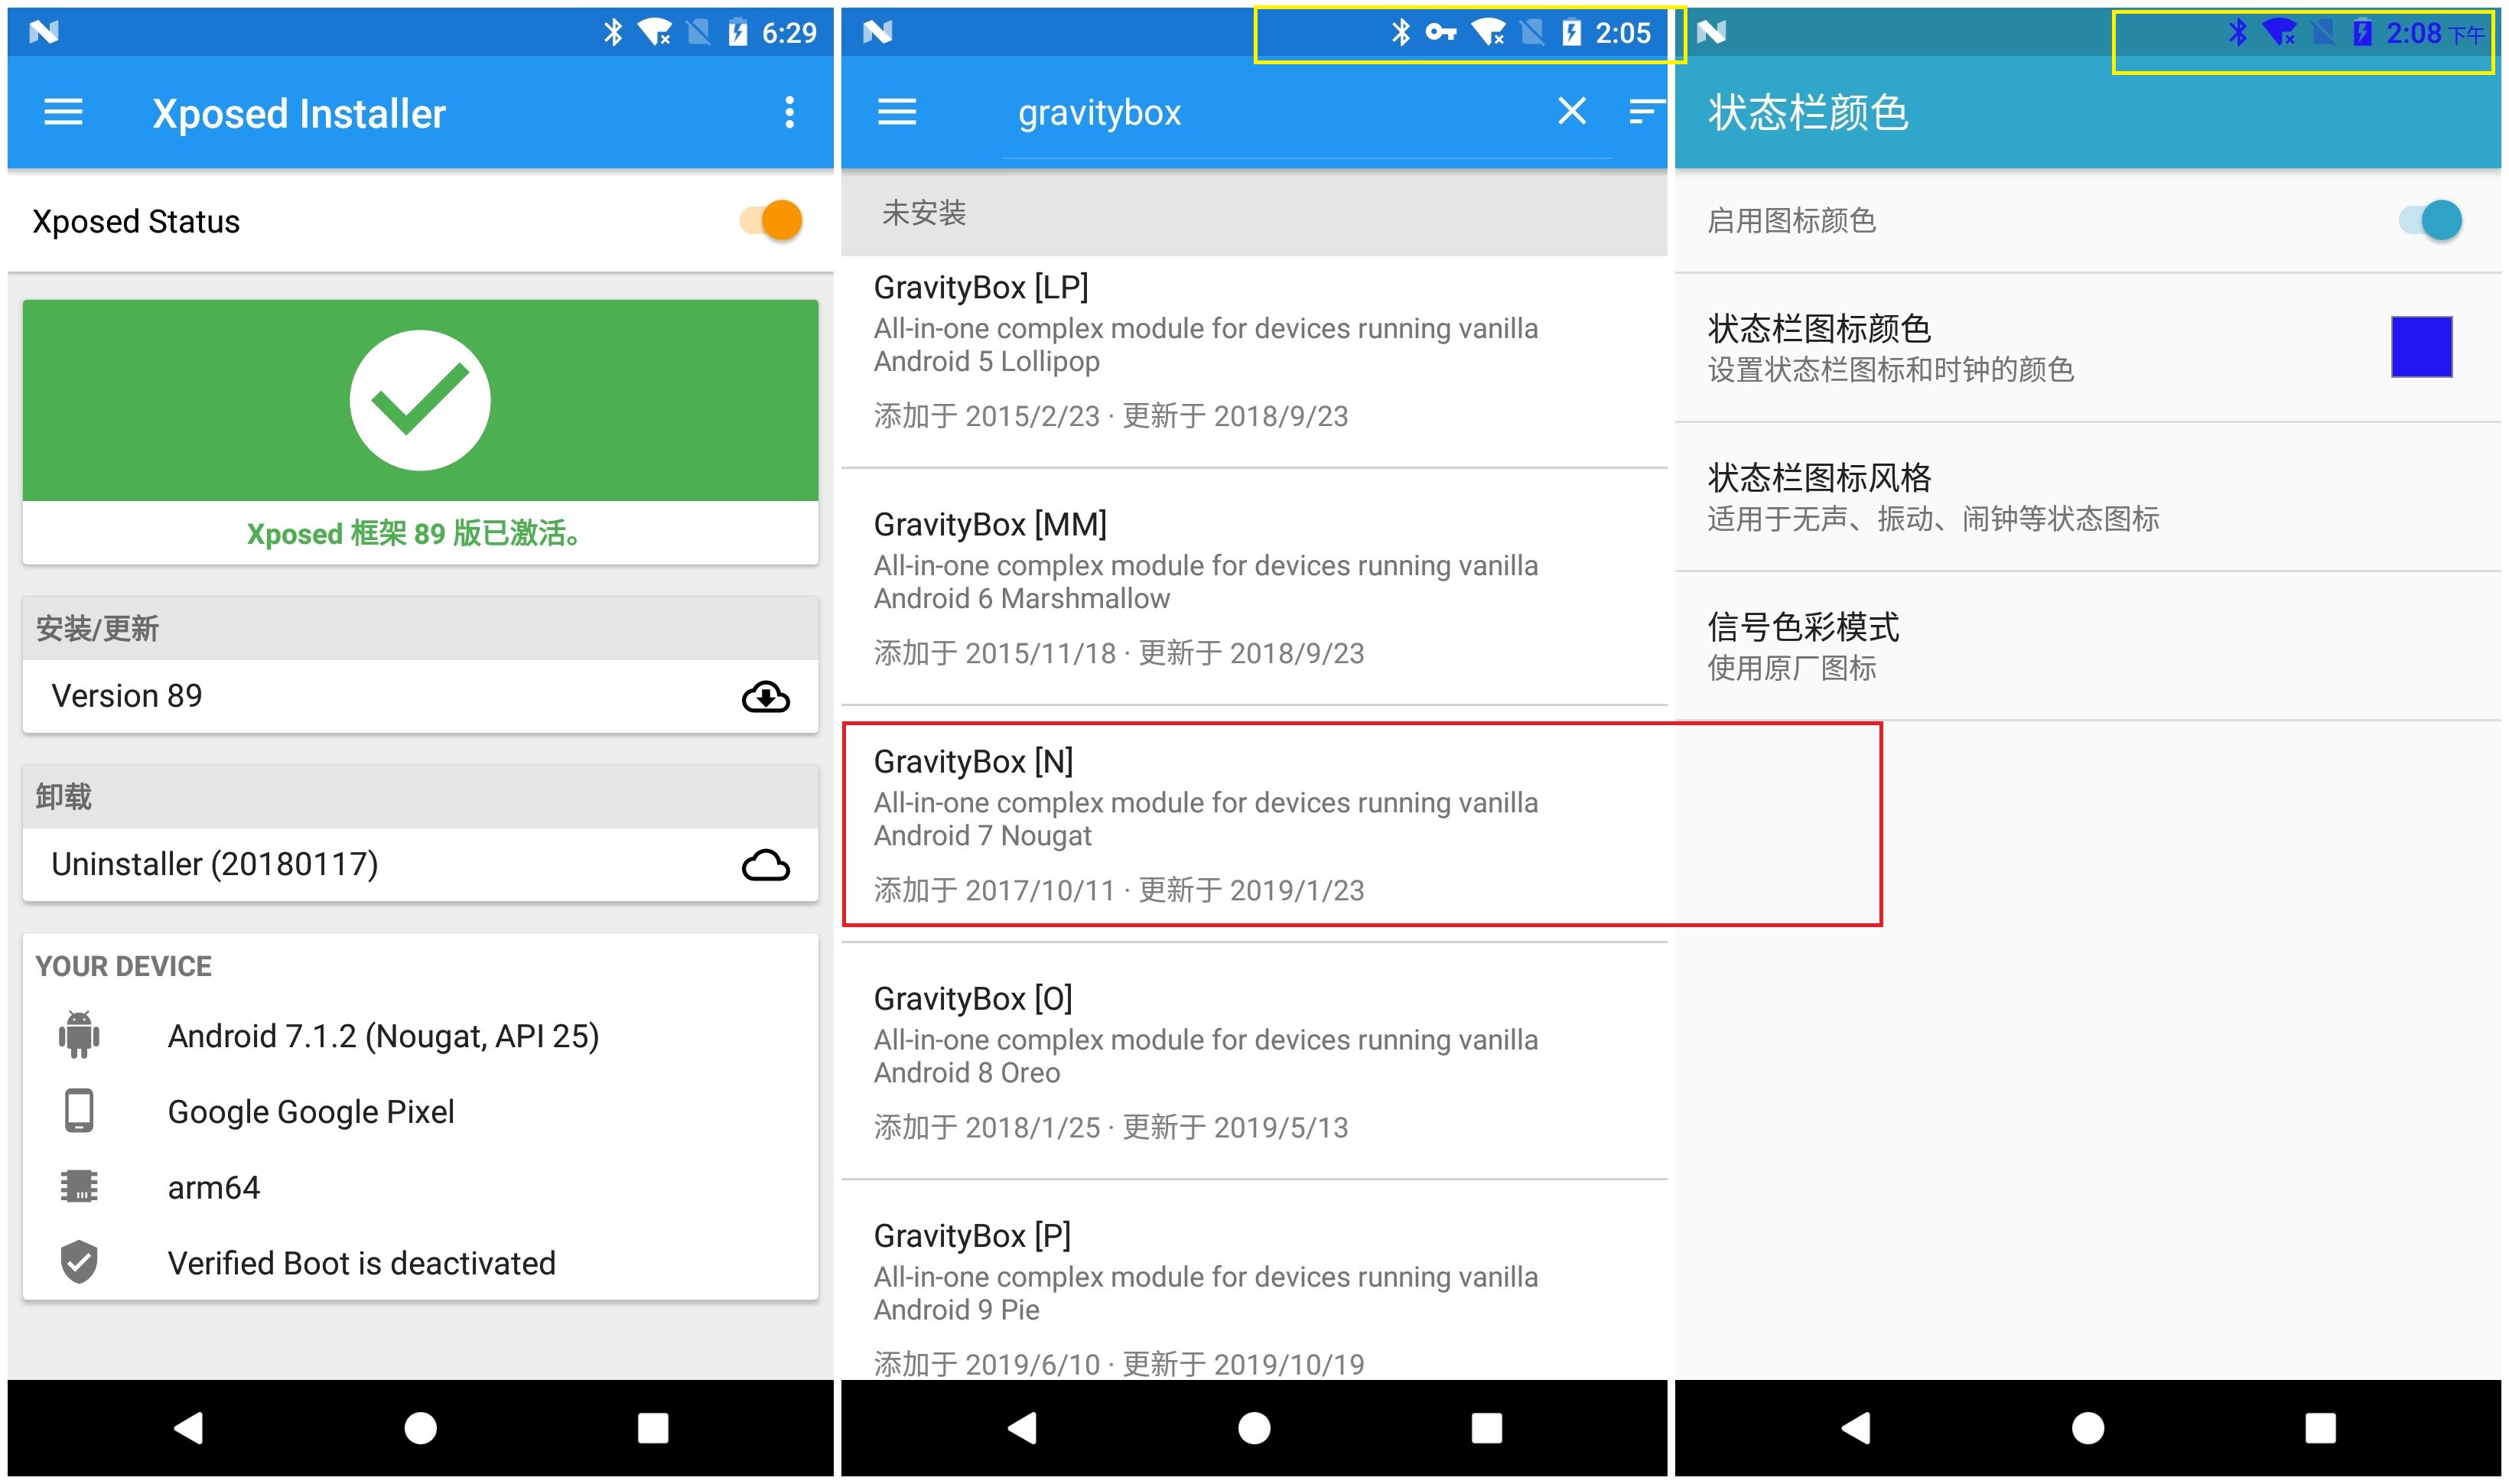 6:29
Xposed Installer
Xposed Status
Xposed 框架 89 版已激活。
安装/更新
Version 89
卸载
Uninstaller (20180117)
YOUR DEVICE
Android 7.1.2 (Nougat, API 25)
Google Google Pixel
arm64
Verified Boot is deactivated
2:05
gravitybox
未安装
GravityBox [LP]
All-in-one complex module for devices running vanilla
Android 5 Lollipop
添加于 2015/2/23 · 更新于 2018/9/23
GravityBox [MM]
All-in-one complex module for devices running vanilla
Android 6 Marshmallow
添加于 2015/11/18 · 更新于 2018/9/23
GravityBox [N]
All-in-one complex module for devices running vanilla
Android 7 Nougat
添加于 2017/10/11 · 更新于 2019/1/23
GravityBox [O]
All-in-one complex module for devices running vanilla
Android 8 Oreo
添加于 2018/1/25 · 更新于 2019/5/13
GravityBox [P]
All-in-one complex module for devices running vanilla
Android 9 Pie
添加于 2019/6/10 · 更新于 2019/10/19
2:08 下午
状态栏颜色
启用图标颜色
状态栏图标颜色
设置状态栏图标和时钟的颜色
状态栏图标风格
适用于无声、振动、闹钟等状态图标
信号色彩模式
使用原厂图标